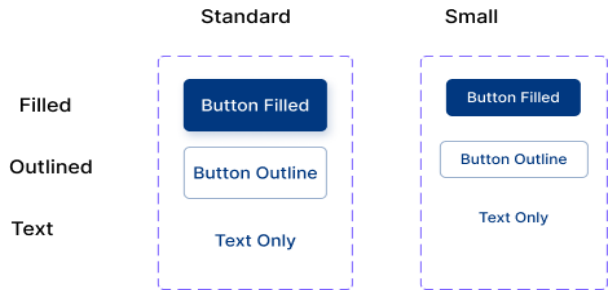 Standard Small
Filled Button Filled Button Filled
Outlined Button Outline Button Outline
Text Text Only Text Only